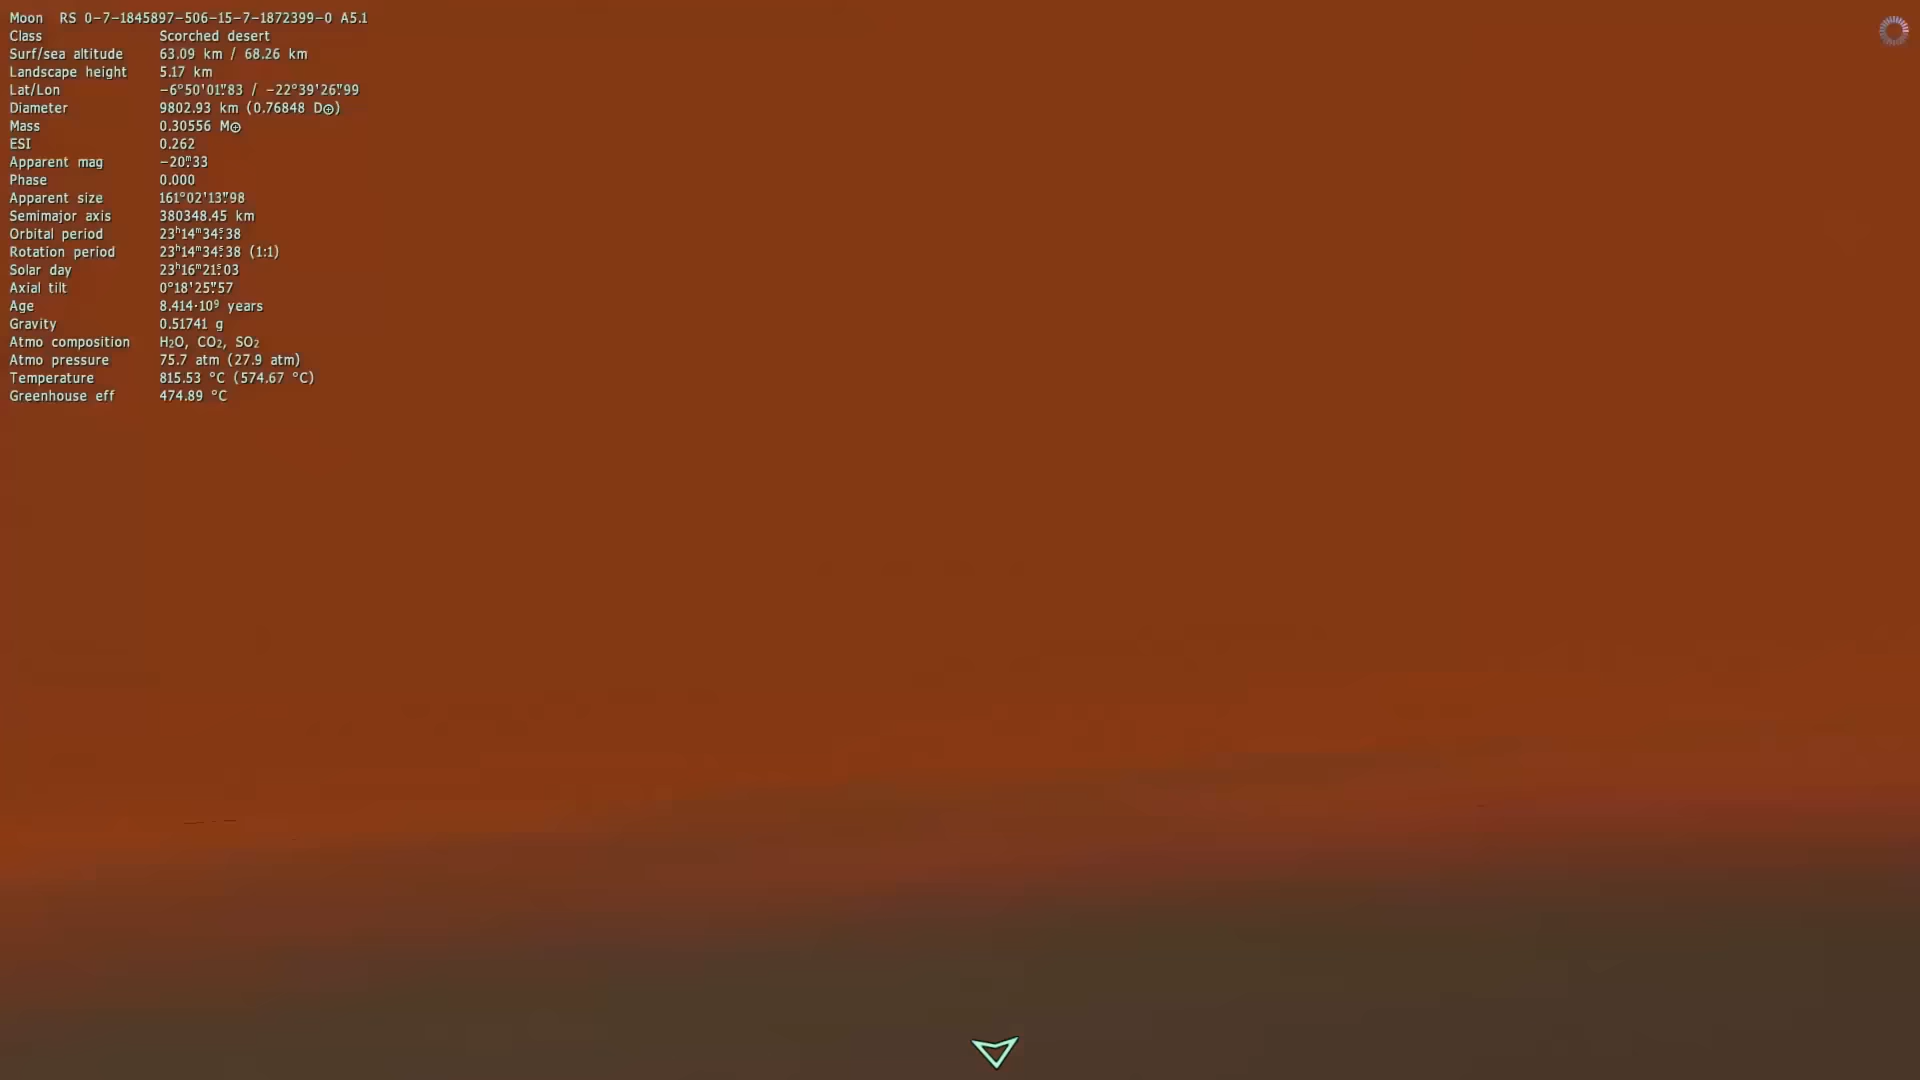 Moon RS 0-7-1845897-506-15-7-1872399-0 A5.1
Class Scorched desert
Surf/sea altitude 63.09 km / 68.26 km
Landscape height 5.17 km
Lat/Lon -6°50'01".83 / -22°39'26".99
Diameter 9802.93 km (0.76848 D⊕)
Mass 0.30556 M⊕
ESI 0.262
Apparent mag -20ᵐ.33
Phase 0.000
Apparent size 161°02'13".98
Semimajor axis 380348.45 km
Orbital period 23ʰ14ᵐ34ˢ.38
Rotation period 23ʰ14ᵐ34ˢ.38 (1:1)
Solar day 23ʰ16ᵐ21ˢ.03
Axial tilt 0°18'25".57
Age 8.414·10⁹ years
Gravity 0.51741 g
Atmo composition H₂O, CO₂, SO₂
Atmo pressure 75.7 atm (27.9 atm)
Temperature 815.53 °C (574.67 °C)
Greenhouse eff 474.89 °C